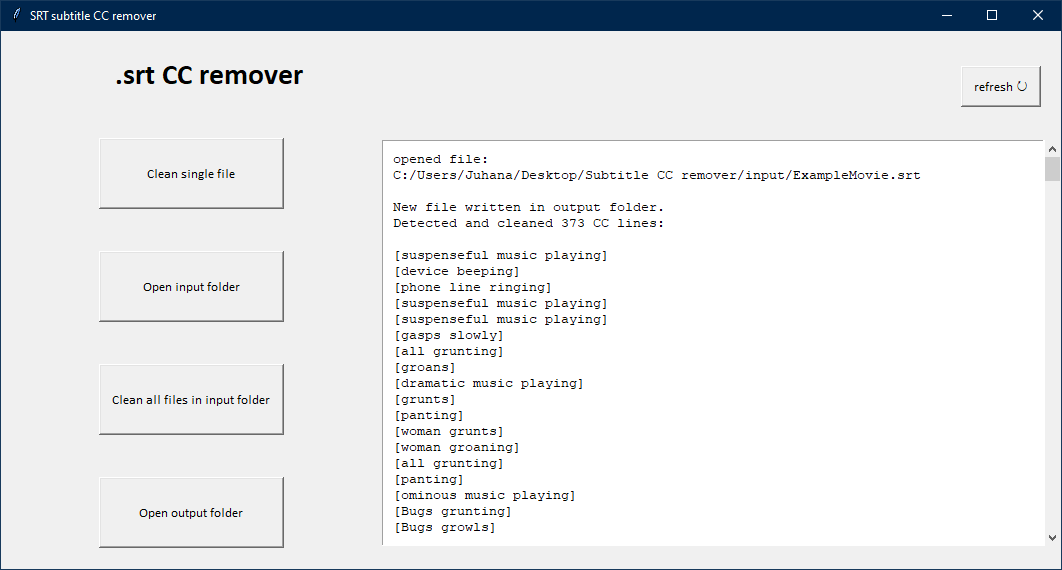 SRT subtitle CC remover
.srt CC remover
refresh ↻
Clean single file
Open input folder
Clean all files in input folder
Open output folder
opened file:
C:/Users/Juhana/Desktop/Subtitle CC remover/input/ExampleMovie.srt
New file written in output folder.
Detected and cleaned 373 CC lines:
[suspenseful music playing]
[device beeping]
[phone line ringing]
[suspenseful music playing]
[suspenseful music playing]
[gasps slowly]
[all grunting]
[groans]
[dramatic music playing]
[grunts]
[panting]
[woman grunts]
[woman groaning]
[all grunting]
[panting]
[ominous music playing]
[Bugs grunting]
[Bugs growls]